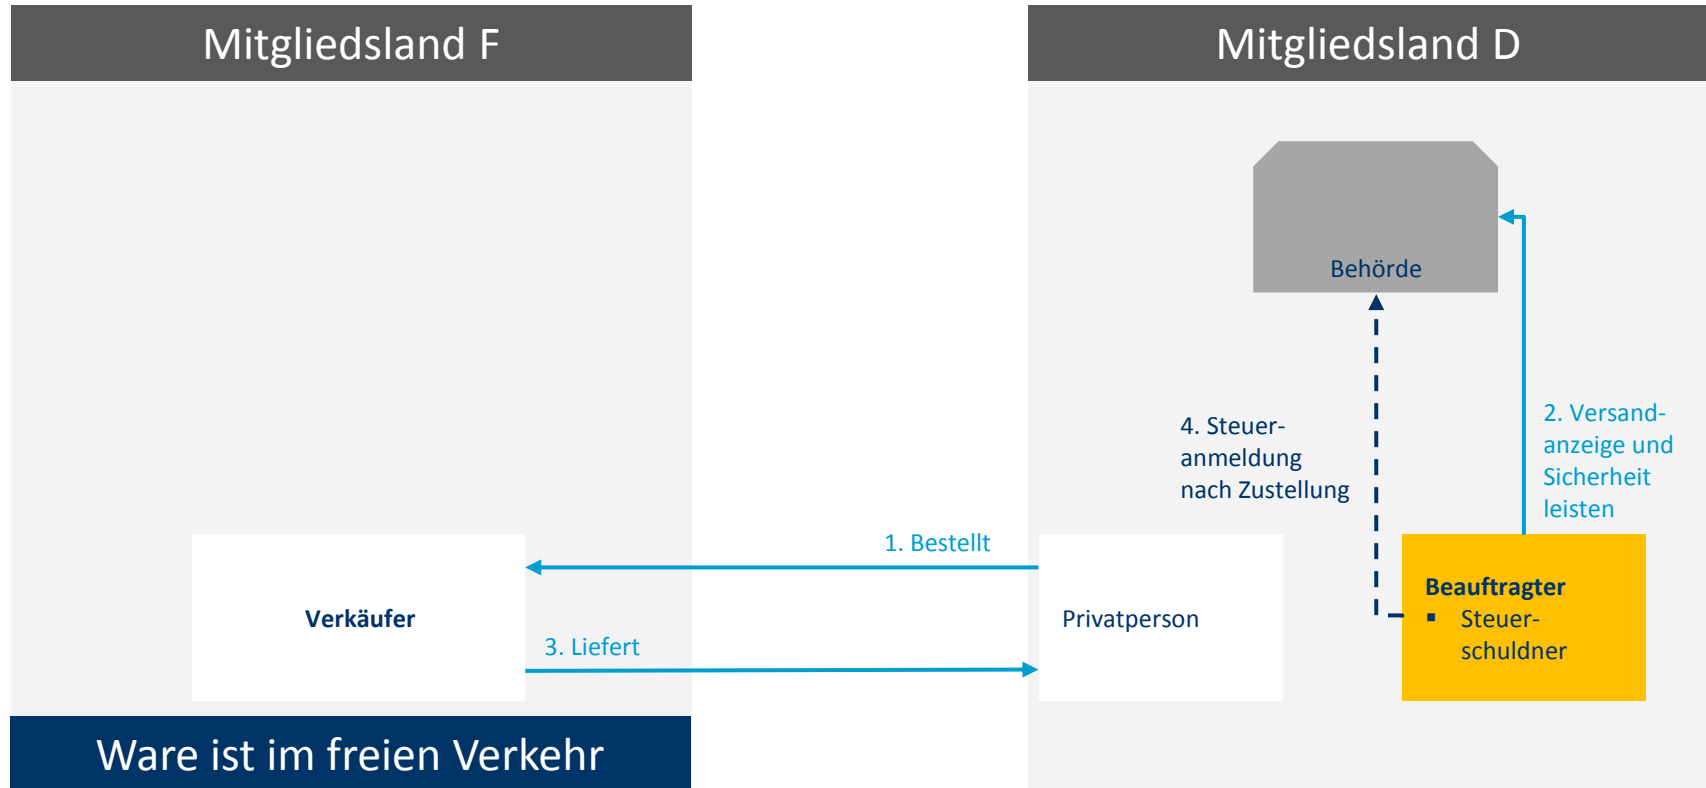 Mitgliedsland F
Mitgliedsland D
Behörde
4. Steuer-
anmeldung
nach Zustellung
2. Versand-
anzeige und
Sicherheit
leisten
1. Bestellt
Verkäufer
3. Liefert
Privatperson
Beauftragter
▪ Steuer-
schuldner
Ware ist im freien Verkehr